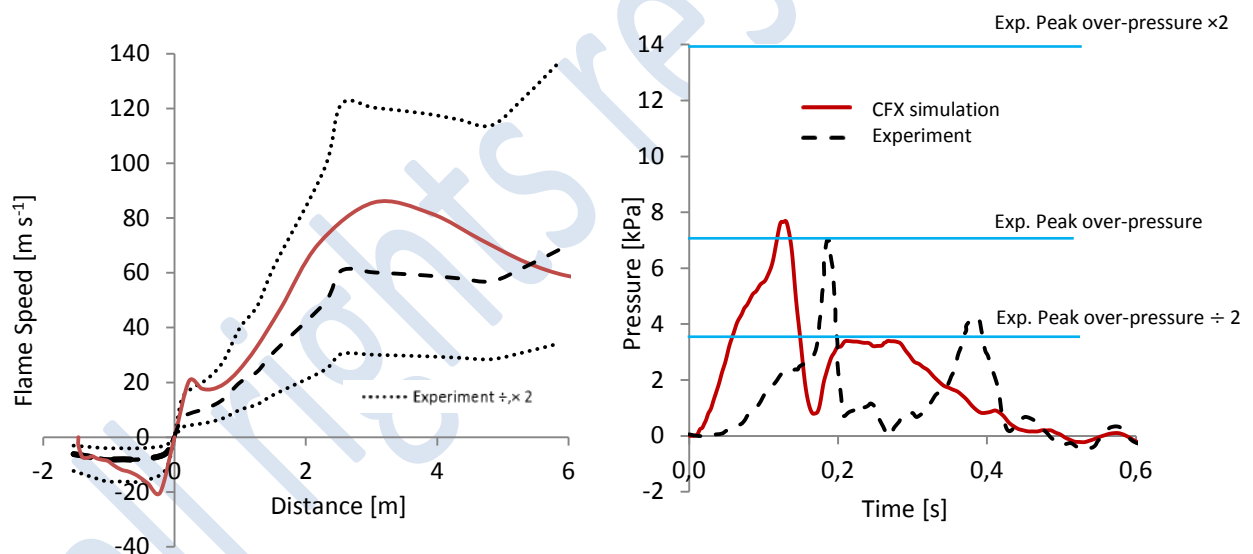 140
120
100
80
60
40
20
0
-20
-40
-2
0
2
4
6
Flame Speed [m s-1]
Distance [m]
Experiment ÷,× 2
Exp. Peak over-pressure ×2
14
12
10
8
6
4
2
0
-2
CFX simulation
Experiment
Exp. Peak over-pressure
Exp. Peak over-pressure ÷ 2
Pressure [kPa]
0,0
0,2
0,4
0,6
Time [s]
ll rights res